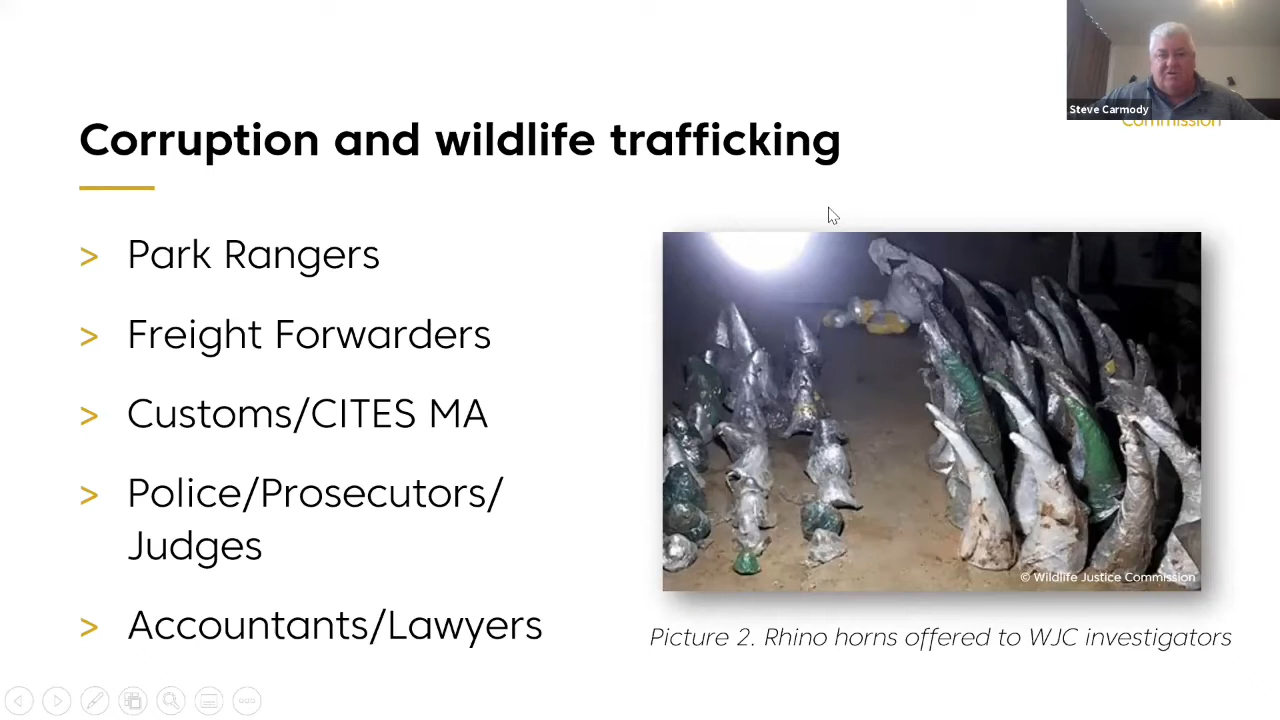 Steve Carmody
Commission
Corruption and wildlife trafficking
> Park Rangers
> Freight Forwarders
> Customs/CITES MA
> Police/Prosecutors/
Judges
> Accountants/Lawyers
© Wildlife Justice Commission
Picture 2. Rhino horns offered to WJC investigators